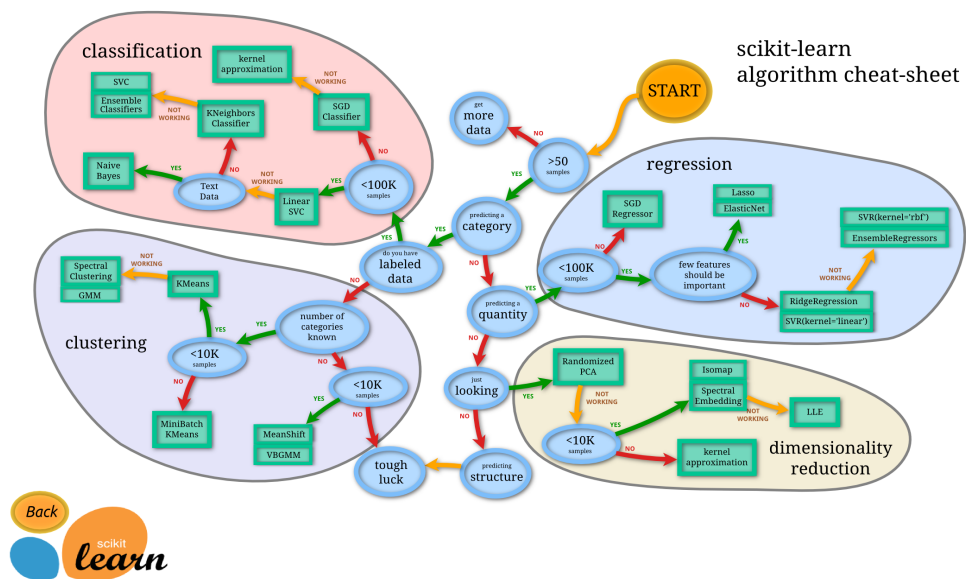 scikit-learn
algorithm cheat-sheet
START
classification
kernel
approximation
NOT
WORKING
SVC
Ensemble
Classifiers
NOT
WORKING
KNeighbors
Classifier
SGD
Classifier
NO
Naive
Bayes
YES
Text
Data
NO
NOT
WORKING
Linear
SVC
YES
<100K
samples
YES
get
more
data
NO
>50
samples
YES
predicting a
category
YES
NO
do you have
labeled
data
NO
predicting a
quantity
YES
NO
just
looking
YES
NO
predicting
structure
tough
luck
regression
SGD
Regressor
NO
<100K
samples
YES
Lasso
ElasticNet
YES
few features
should be
important
NO
SVR(kernel='rbf')
EnsembleRegressors
NOT
WORKING
RidgeRegression
SVR(kernel='linear')
clustering
Spectral
Clustering
GMM
NOT
WORKING
KMeans
YES
<10K
samples
NO
MiniBatch
KMeans
YES
number of
categories
known
NO
<10K
samples
YES
NO
MeanShift
VBGMM
dimensionality
reduction
Randomized
PCA
NOT
WORKING
<10K
samples
YES
NO
Isomap
Spectral
Embedding
NOT
WORKING
LLE
kernel
approximation
Back
scikit
learn